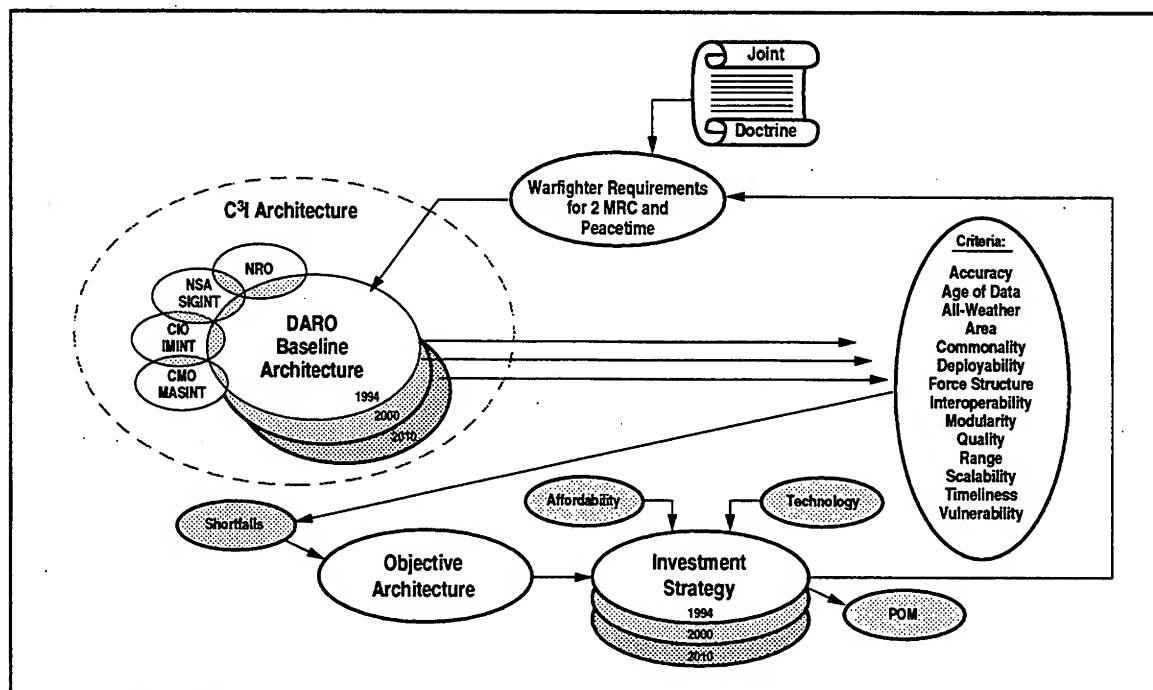 Joint
Doctrine
Warfighter Requirements
for 2 MRC and
Peacetime
C³I Architecture
NRO
NSA
SIGINT
CIO
IMINT
CMO
MASINT
DARO
Baseline
Architecture
1994
2000
2010
Criteria:
Accuracy
Age of Data
All-Weather
Area
Commonality
Deployability
Force Structure
Interoperability
Modularity
Quality
Range
Scalability
Timeliness
Vulnerability
Shortfalls
Objective
Architecture
Affordability
Technology
Investment
Strategy
1994
2000
2010
POM